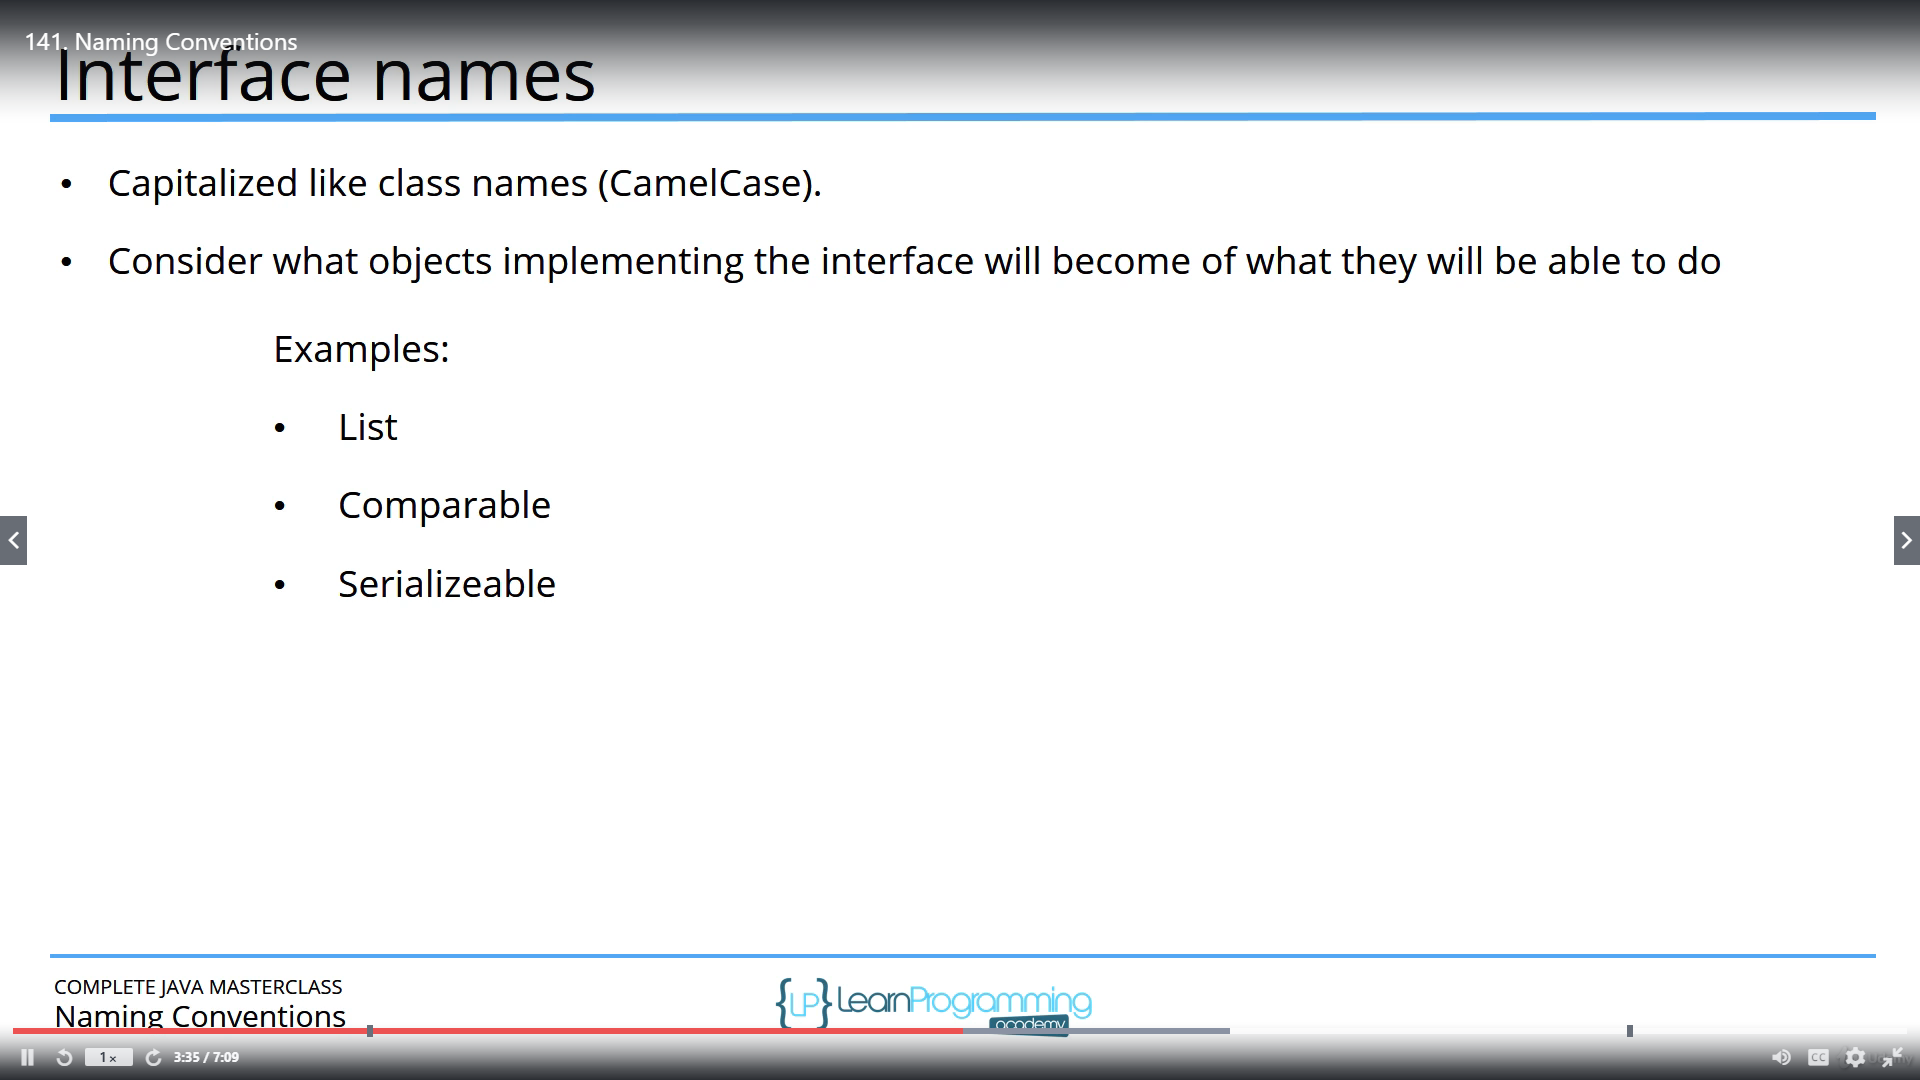 141. Naming Conventions
Interface names
• Capitalized like class names (CamelCase).
• Consider what objects implementing the interface will become of what they will be able to do
Examples:
• List
• Comparable
• Serializeable
COMPLETE JAVA MASTERCLASS
Naming Conventions
{LP} LearnProgramming
academy
1x
3:35 / 7:09
CC